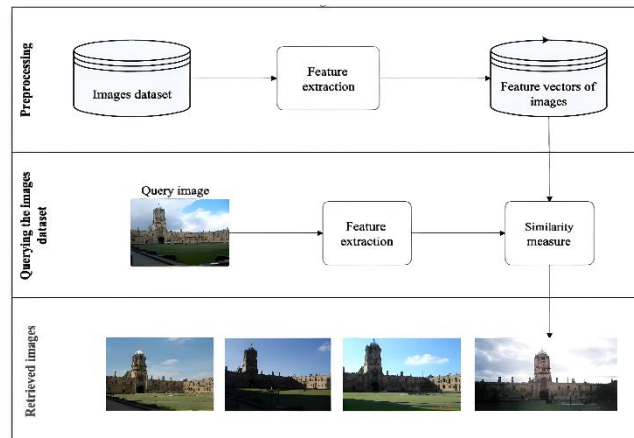 Preprocessing
Images dataset
Feature
extraction
Feature vectors of
images
Querying the images
dataset
Query image
Feature
extraction
Similarity
measure
Retrieved images